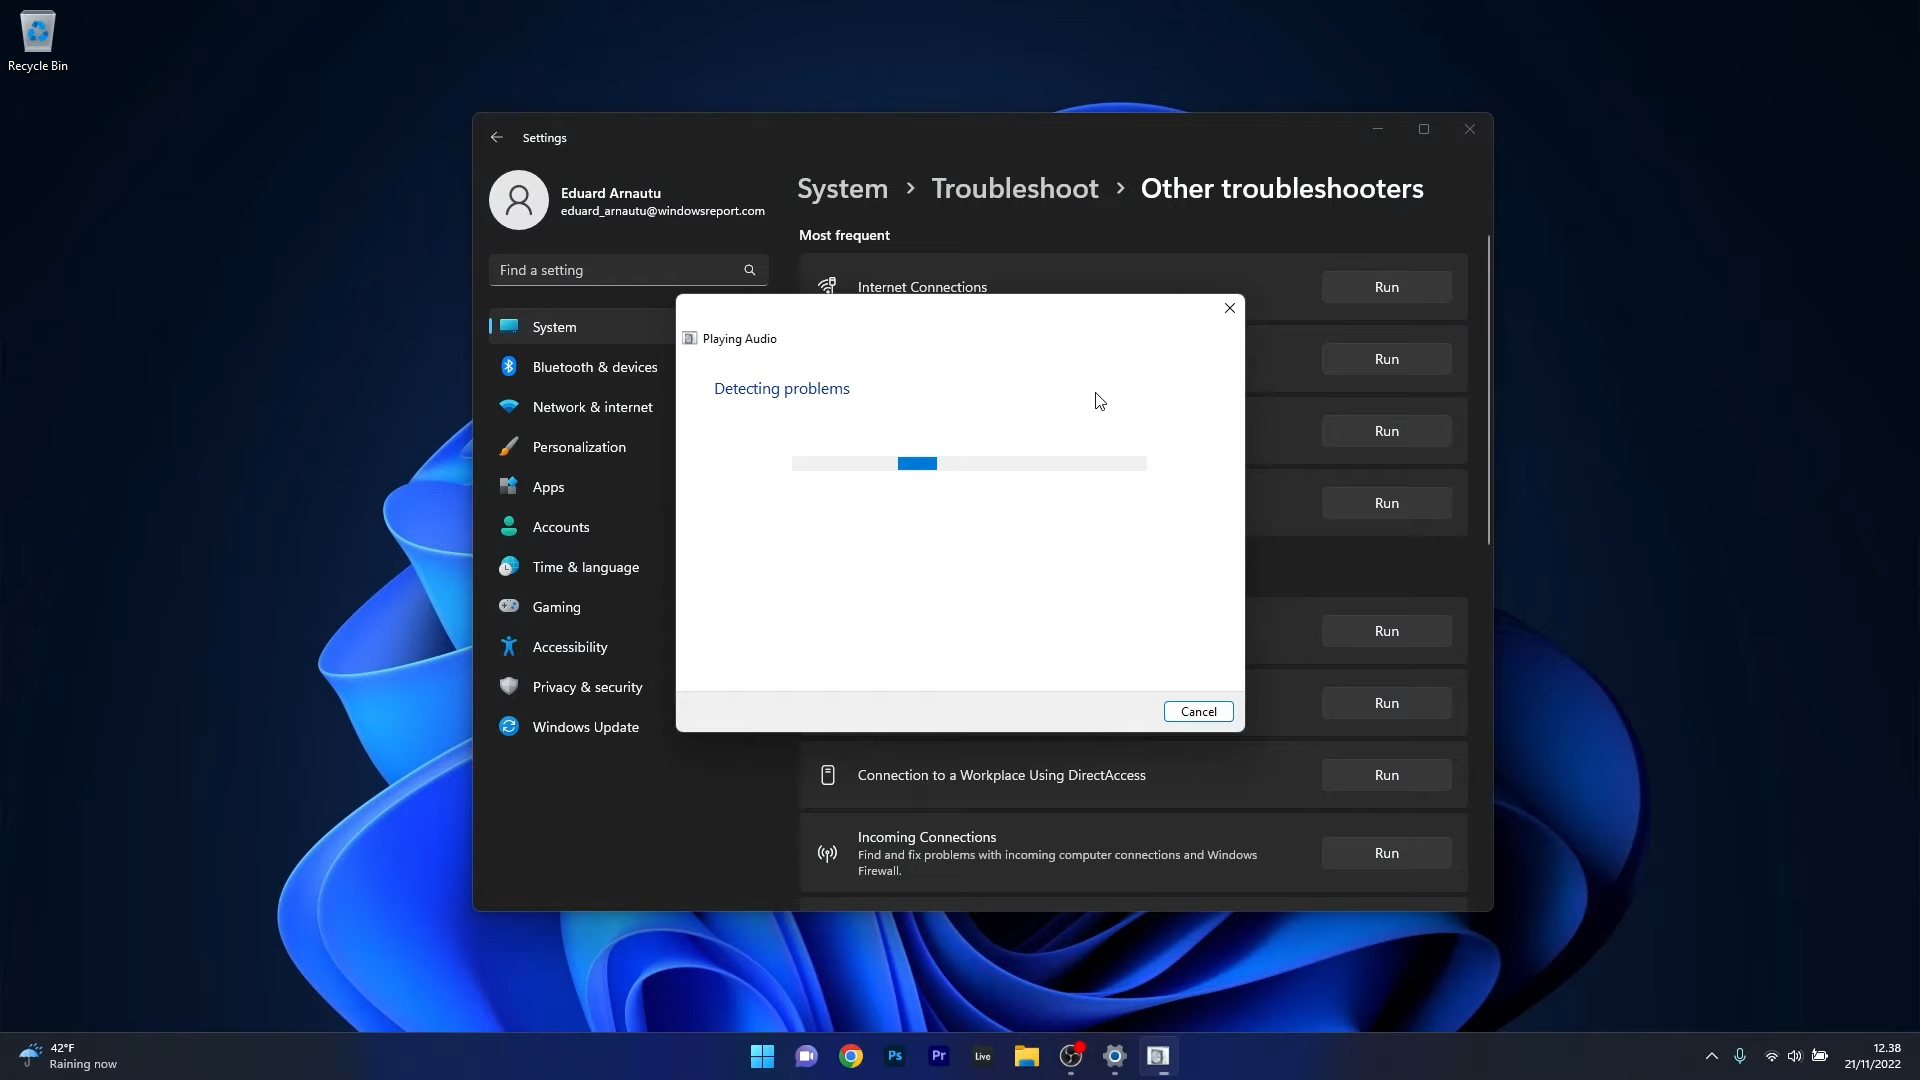 Recycle Bin
Settings
Eduard Arnautu
eduard_arnautu@windowsreport.com
Find a setting
System
Bluetooth & devices
Network & internet
Personalization
Apps
Accounts
Time & language
Gaming
Accessibility
Privacy & security
Windows Update
System > Troubleshoot > Other troubleshooters
Most frequent
Internet Connections
Run
Run
Run
Run
Playing Audio
Detecting problems
Cancel
Run
Run
Connection to a Workplace Using DirectAccess
Run
Incoming Connections
Find and fix problems with incoming computer connections and Windows
Firewall.
Run
42°F
Raining now
Ps
Pr
Live
12.38
21/11/2022